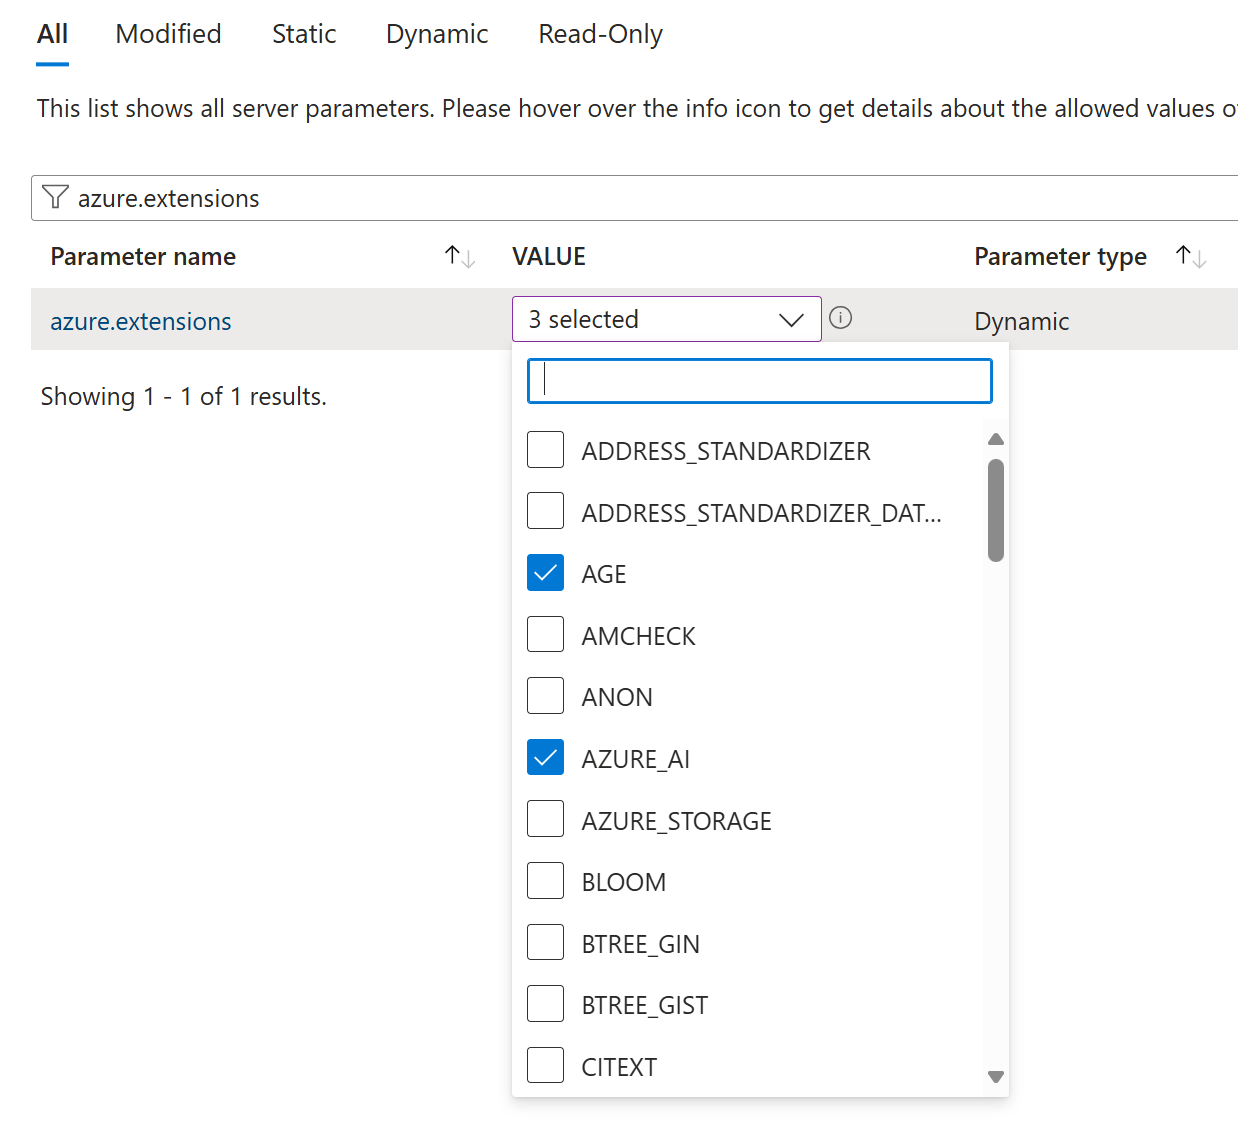 All Modified Static Dynamic Read-Only
This list shows all server parameters. Please hover over the info icon to get details about the allowed values o
azure.extensions
Parameter name VALUE Parameter type
azure.extensions 3 selected Dynamic
Showing 1 - 1 of 1 results.
ADDRESS_STANDARDIZER
ADDRESS_STANDARDIZER_DAT...
AGE
AMCHECK
ANON
AZURE_AI
AZURE_STORAGE
BLOOM
BTREE_GIN
BTREE_GIST
CITEXT